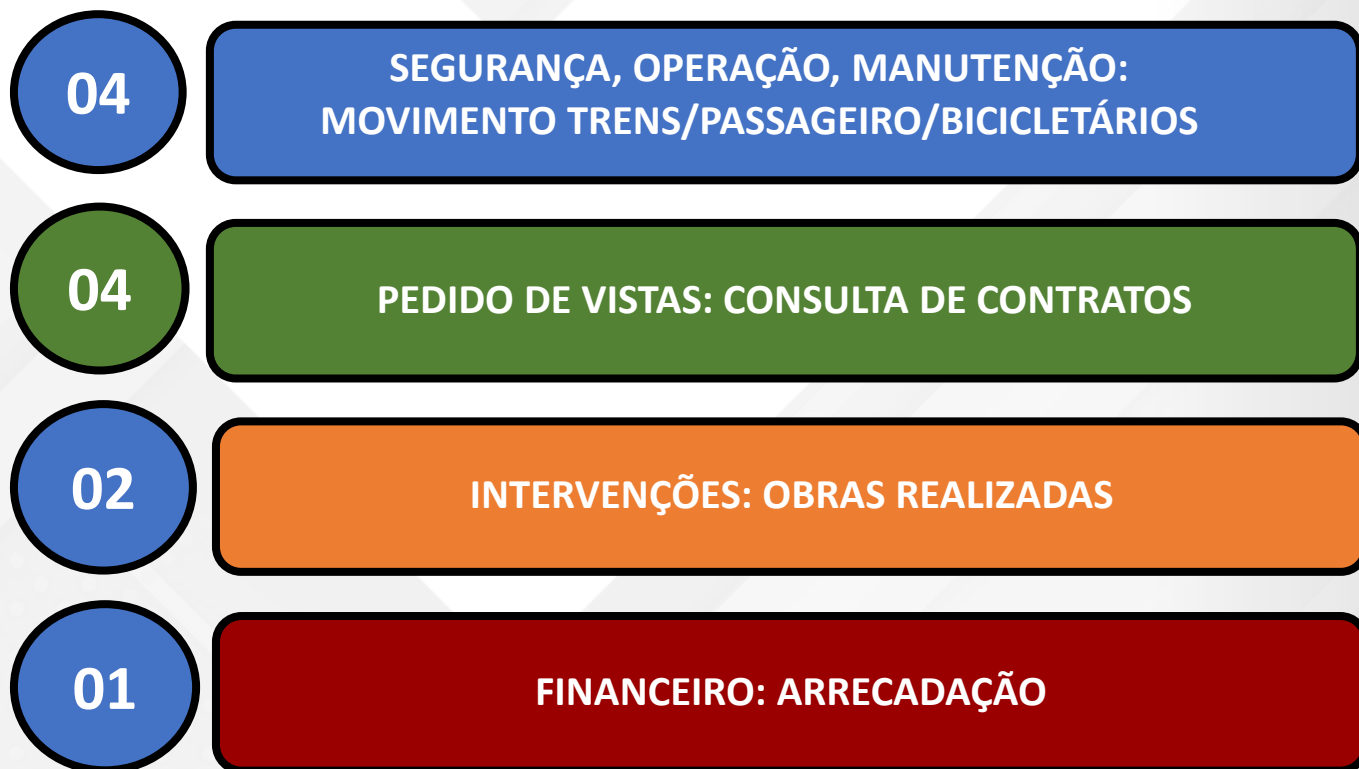 04
SEGURANÇA, OPERAÇÃO, MANUTENÇÃO:
MOVIMENTO TRENS/PASSAGEIRO/BICICLETÁRIOS
04
PEDIDO DE VISTAS: CONSULTA DE CONTRATOS
02
INTERVENÇÕES: OBRAS REALIZADAS
01
FINANCEIRO: ARRECADAÇÃO